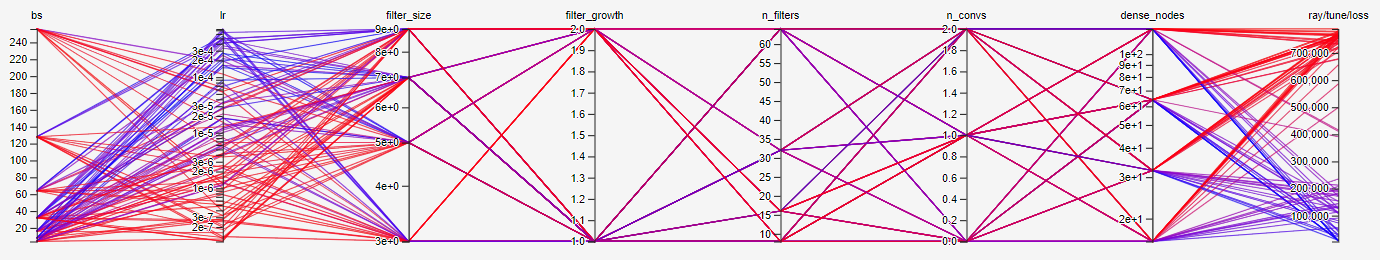 bs lr filter_size filter_growth n_filters n_convs dense_nodes ray/tune/loss
240
220
200
180
160
140
120
100
80
60
40
20
3e-4
2e-4
1e-4
3e-5
2e-5
1e-5
3e-6
2e-6
1e-6
3e-7
2e-7
9e+0
8e+0
7e+0
6e+0
5e+0
4e+0
3e+0
2.0
1.9
1.8
1.7
1.6
1.5
1.4
1.3
1.2
1.1
1.0
60
55
50
45
40
35
30
25
20
15
10
2.0
1.8
1.6
1.4
1.2
1.0
0.8
0.6
0.4
0.2
0.0
1e+2
9e+1
8e+1
7e+1
6e+1
5e+1
4e+1
3e+1
2e+1
700,000
600,000
500,000
400,000
300,000
200,000
100,000